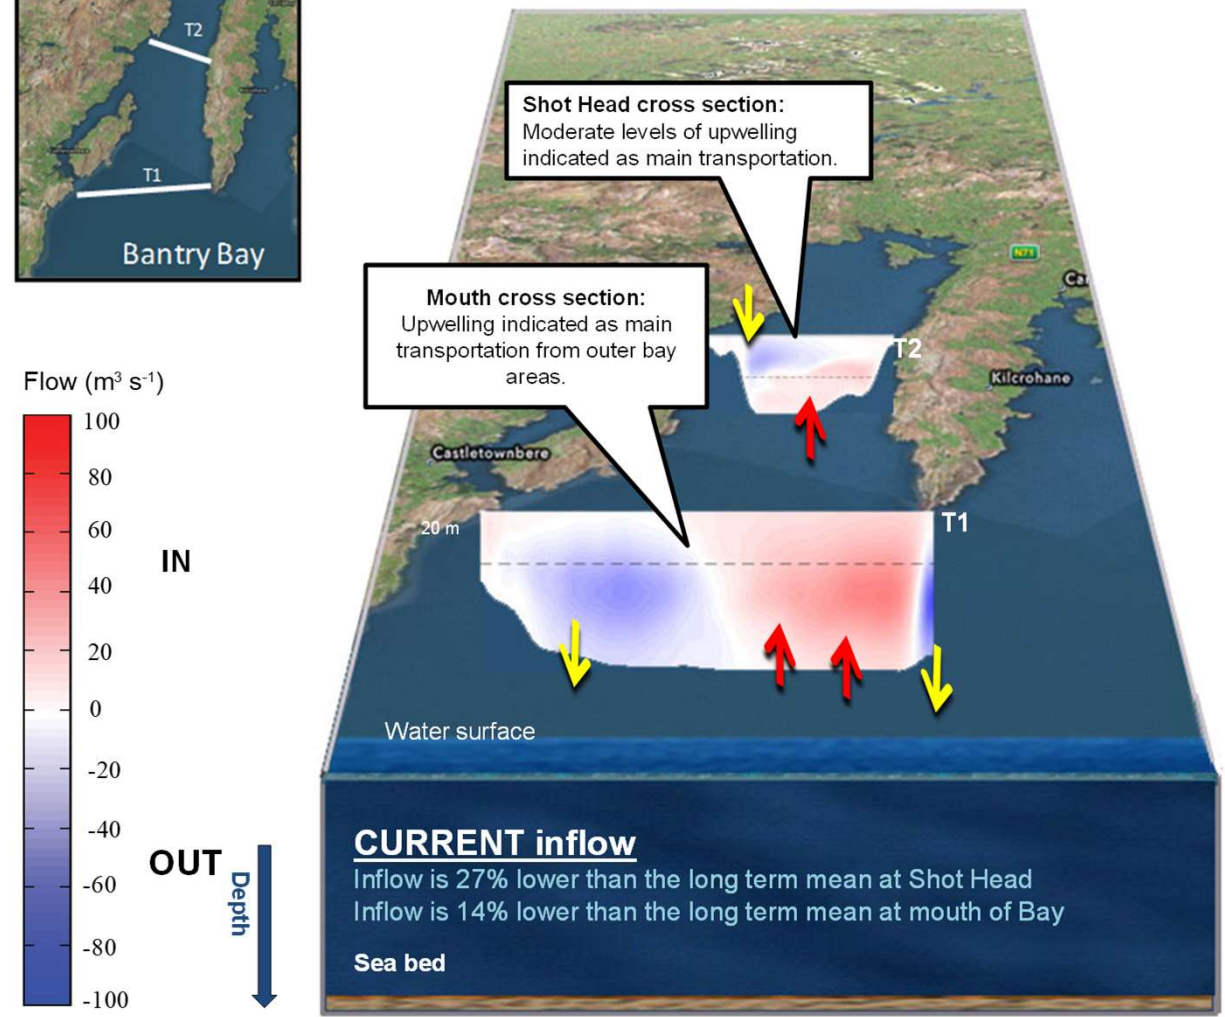 T2
T1
Bantry Bay
Shot Head cross section:
Moderate levels of upwelling
indicated as main transportation.
N71
Mouth cross section:
Upwelling indicated as main
transportation from outer bay
areas.
T2
Kilcrohane
Castletownbere
20 m
T1
Flow (m³ s⁻¹)
100
80
60
40
20
0
-20
-40
-60
-80
-100
IN
OUT
Depth
Water surface
CURRENT inflow
Inflow is 27% lower than the long term mean at Shot Head
Inflow is 14% lower than the long term mean at mouth of Bay
Sea bed